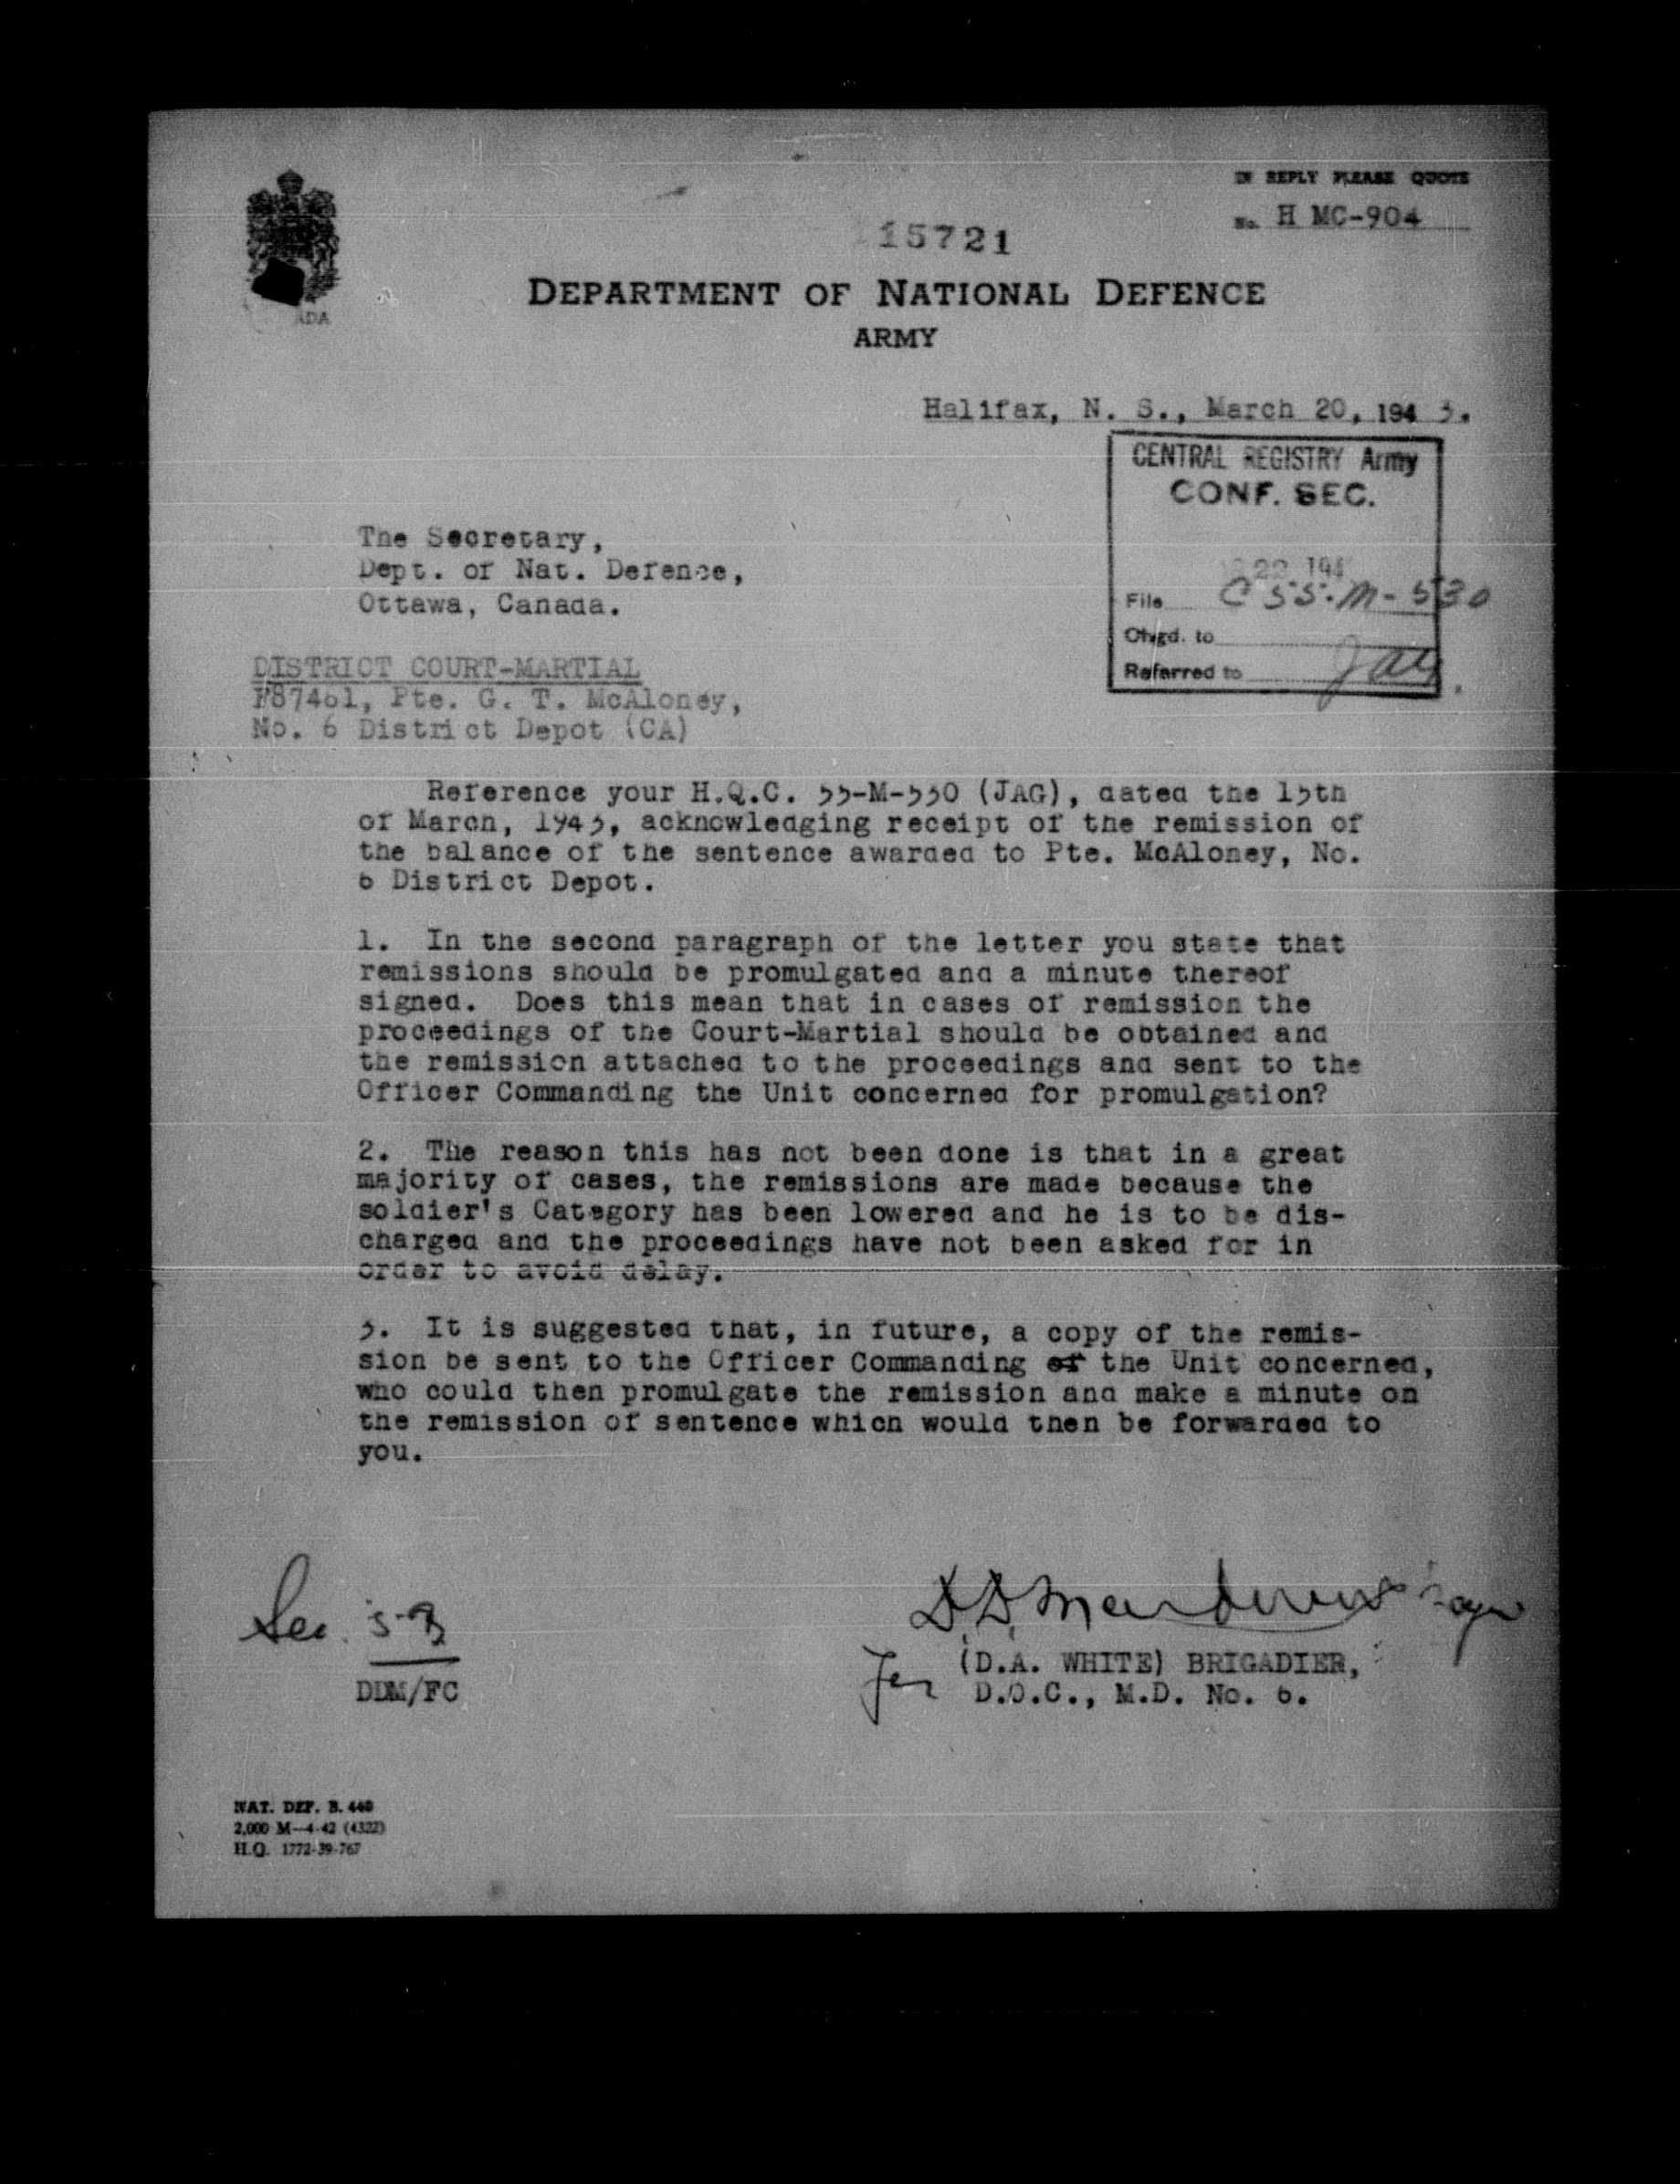 IN REPLY PLEASE QUOTE
No. H MC-904
15721
DEPARTMENT OF NATIONAL DEFENCE
ARMY
ADA
Halifax, N. S., March 20, 1943.
CENTRAL REGISTRY Army
CONF. SEC.
22 194
File C 55-M-530
Chgd. to
Referred to JAG.
The Secretary,
Dept. of Nat. Defence,
Ottawa, Canada.
DISTRICT COURT-MARTIAL
F87461, Pte. G. T. McAloney,
No. 6 District Depot (CA)
Reference your H.Q.C. 55-M-530 (JAG), dated the 15th
of March, 1943, acknowledging receipt of the remission of
the balance of the sentence awarded to Pte. McAloney, No.
6 District Depot.
1. In the second paragraph of the letter you state that
remissions should be promulgated and a minute thereof
signed. Does this mean that in cases of remission the
proceedings of the Court-Martial should be obtained and
the remission attached to the proceedings and sent to the
Officer Commanding the Unit concerned for promulgation?
2. The reason this has not been done is that in a great
majority of cases, the remissions are made because the
soldier's Category has been lowered and he is to be dis-
charged and the proceedings have not been asked for in
order to avoid delay.
3. It is suggested that, in future, a copy of the remis-
sion be sent to the Officer Commanding of the Unit concerned,
who could then promulgate the remission and make a minute on
the remission of sentence which would then be forwarded to
you.
for (D.A. WHITE) BRIGADIER,
D.O.C., M.D. No. 6.
DDM/FC
NAT. DEF. B. 440
2,000 M—4-42 (4322)
H.Q. 1772-39-767